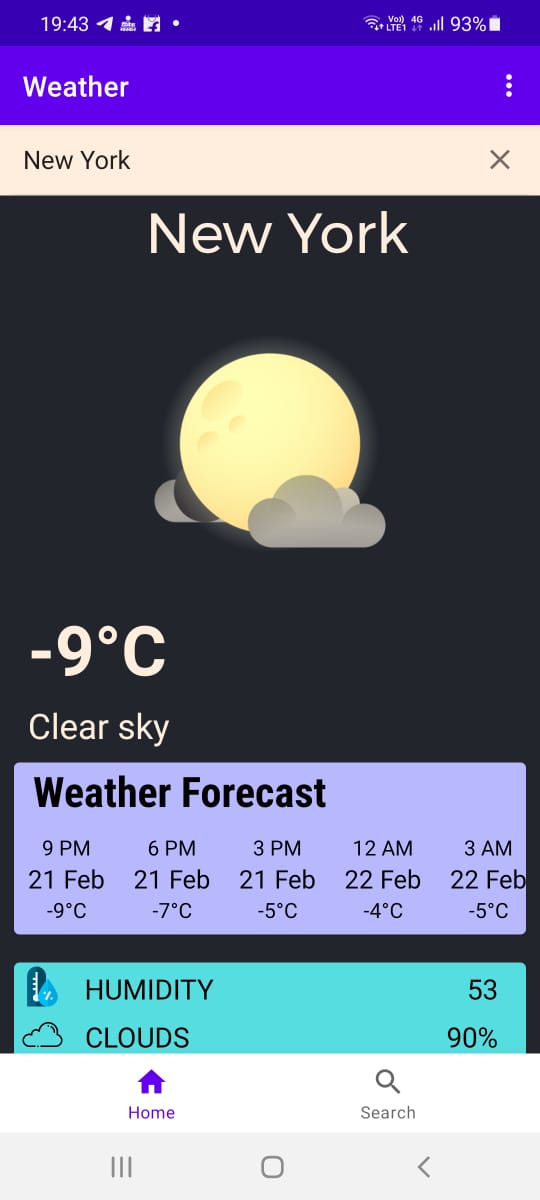 19:43 Vo)) LTE1 4G 93%
Weather
New York
New York
-9°C
Clear sky
Weather Forecast
9 PM 6 PM 3 PM 12 AM 3 AM
21 Feb 21 Feb 21 Feb 22 Feb 22 Feb
-9°C -7°C -5°C -4°C -5°C
HUMIDITY 53
CLOUDS 90%
Home Search